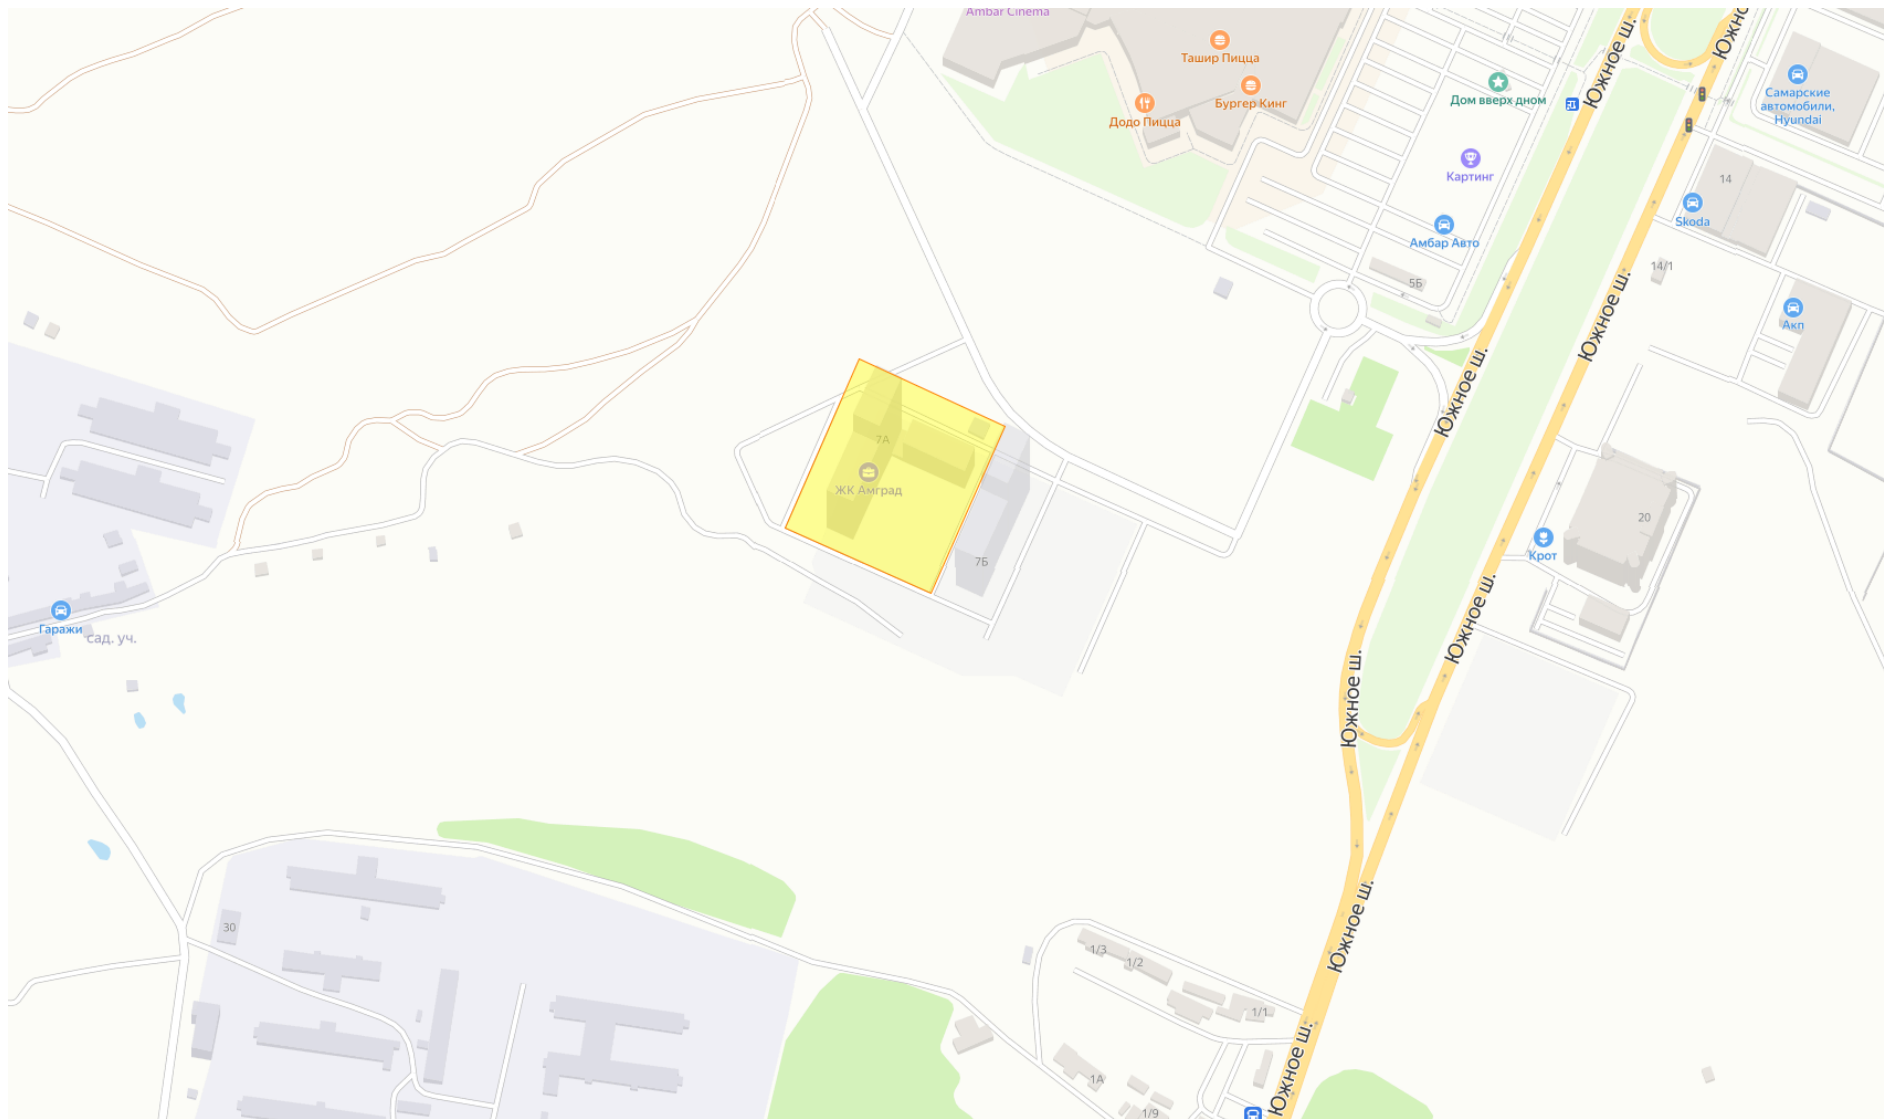 Ambar Cinema
Ташир Пицца
Бургер Кинг
Додо Пицца
Дом вверх дном
Картинг
Амбар Авто
5Б
Южное ш.
Южно
Самарские
автомобили,
Hyundai
14
Skoda
14/1
Акп
Южное ш.
Южное ш.
7А
ЖК Амград
7Б
20
Крот
Южное ш.
Южное ш.
Гаражи
сад. уч.
30
Южное ш.
1/3
1/2
1/1
Южное ш.
1А
1/9